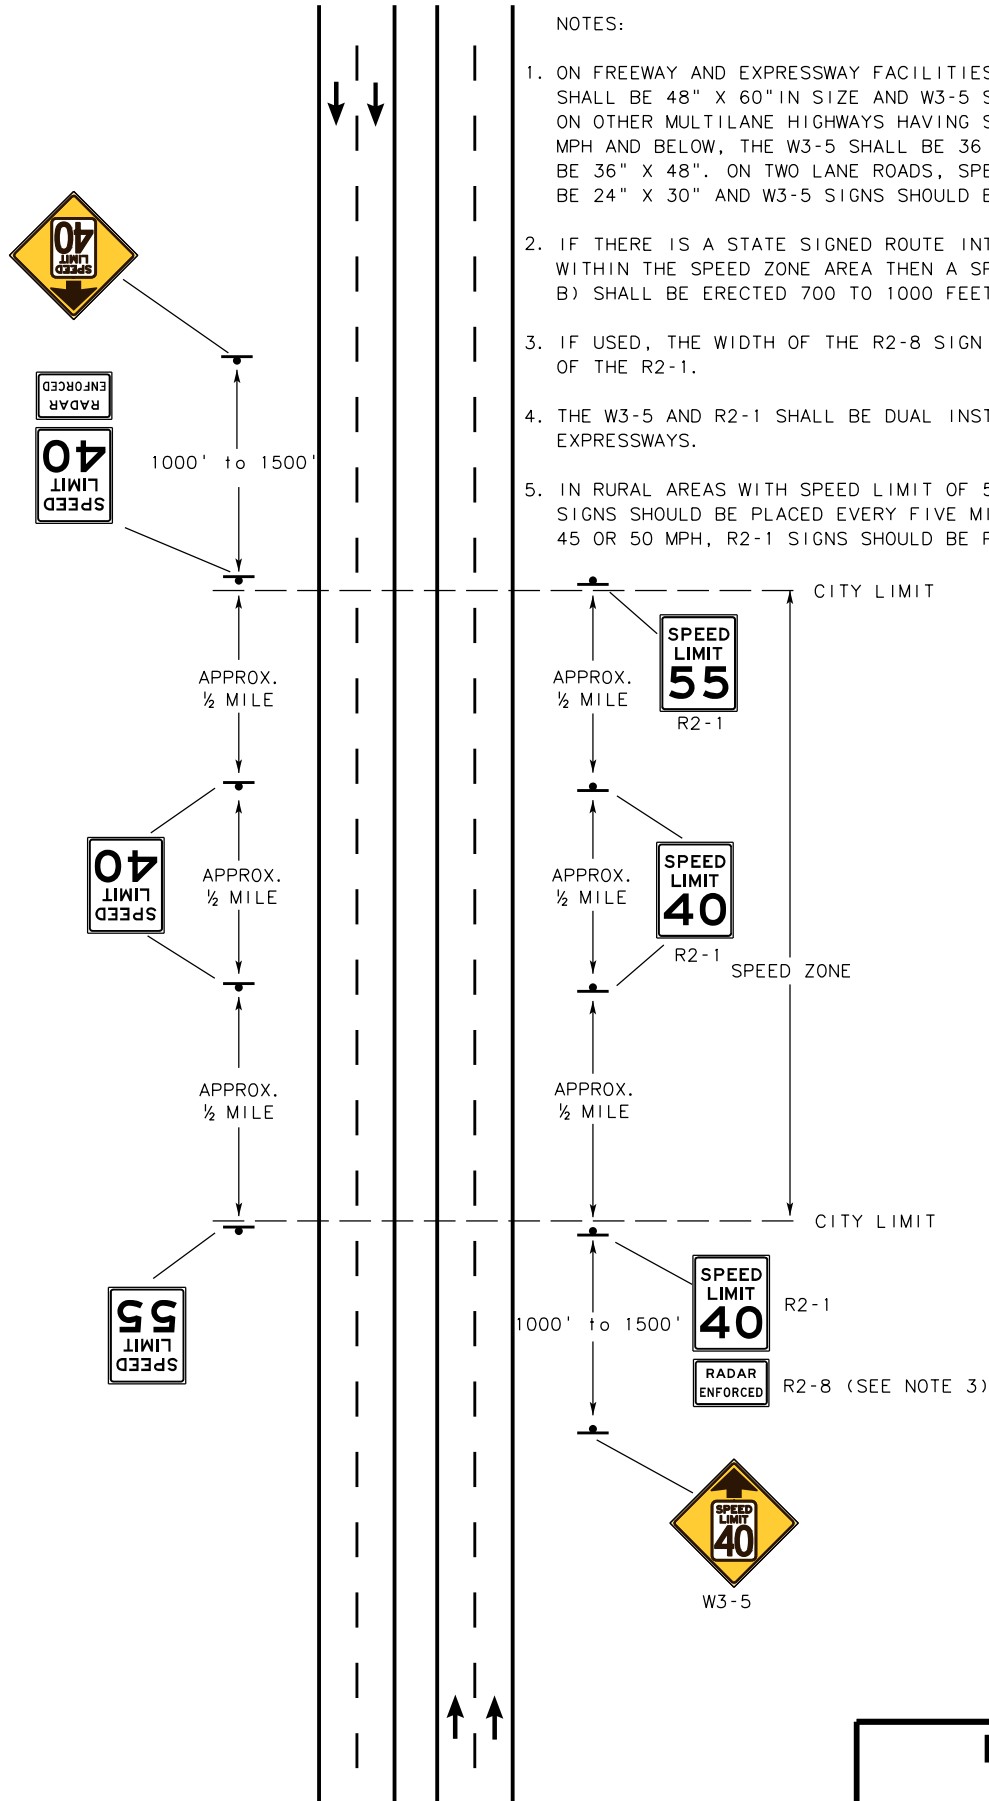 NOTES:
1. ON FREEWAY AND EXPRESSWAY FACILITIES
SHALL BE 48" X 60"IN SIZE AND W3-5 S
ON OTHER MULTILANE HIGHWAYS HAVING S
MPH AND BELOW, THE W3-5 SHALL BE 36
BE 36" X 48". ON TWO LANE ROADS, SPE
BE 24" X 30" AND W3-5 SIGNS SHOULD B
2. IF THERE IS A STATE SIGNED ROUTE INT
WITHIN THE SPEED ZONE AREA THEN A SP
B) SHALL BE ERECTED 700 TO 1000 FEET
3. IF USED, THE WIDTH OF THE R2-8 SIGN
OF THE R2-1.
4. THE W3-5 AND R2-1 SHALL BE DUAL INST
EXPRESSWAYS.
5. IN RURAL AREAS WITH SPEED LIMIT OF 5
SIGNS SHOULD BE PLACED EVERY FIVE MI
45 OR 50 MPH, R2-1 SIGNS SHOULD BE P
SPEED
LIMIT
40
RADAR
ENFORCED
SPEED
LIMIT
40
1000' to 1500'
CITY LIMIT
APPROX.
½ MILE
APPROX.
½ MILE
SPEED
LIMIT
55
R2-1
SPEED
LIMIT
40
APPROX.
½ MILE
APPROX.
½ MILE
SPEED
LIMIT
40
R2-1
SPEED ZONE
APPROX.
½ MILE
APPROX.
½ MILE
CITY LIMIT
SPEED
LIMIT
55
1000' to 1500'
SPEED
LIMIT
40
R2-1
RADAR
ENFORCED
R2-8 (SEE NOTE 3)
SPEED
LIMIT
40
W3-5